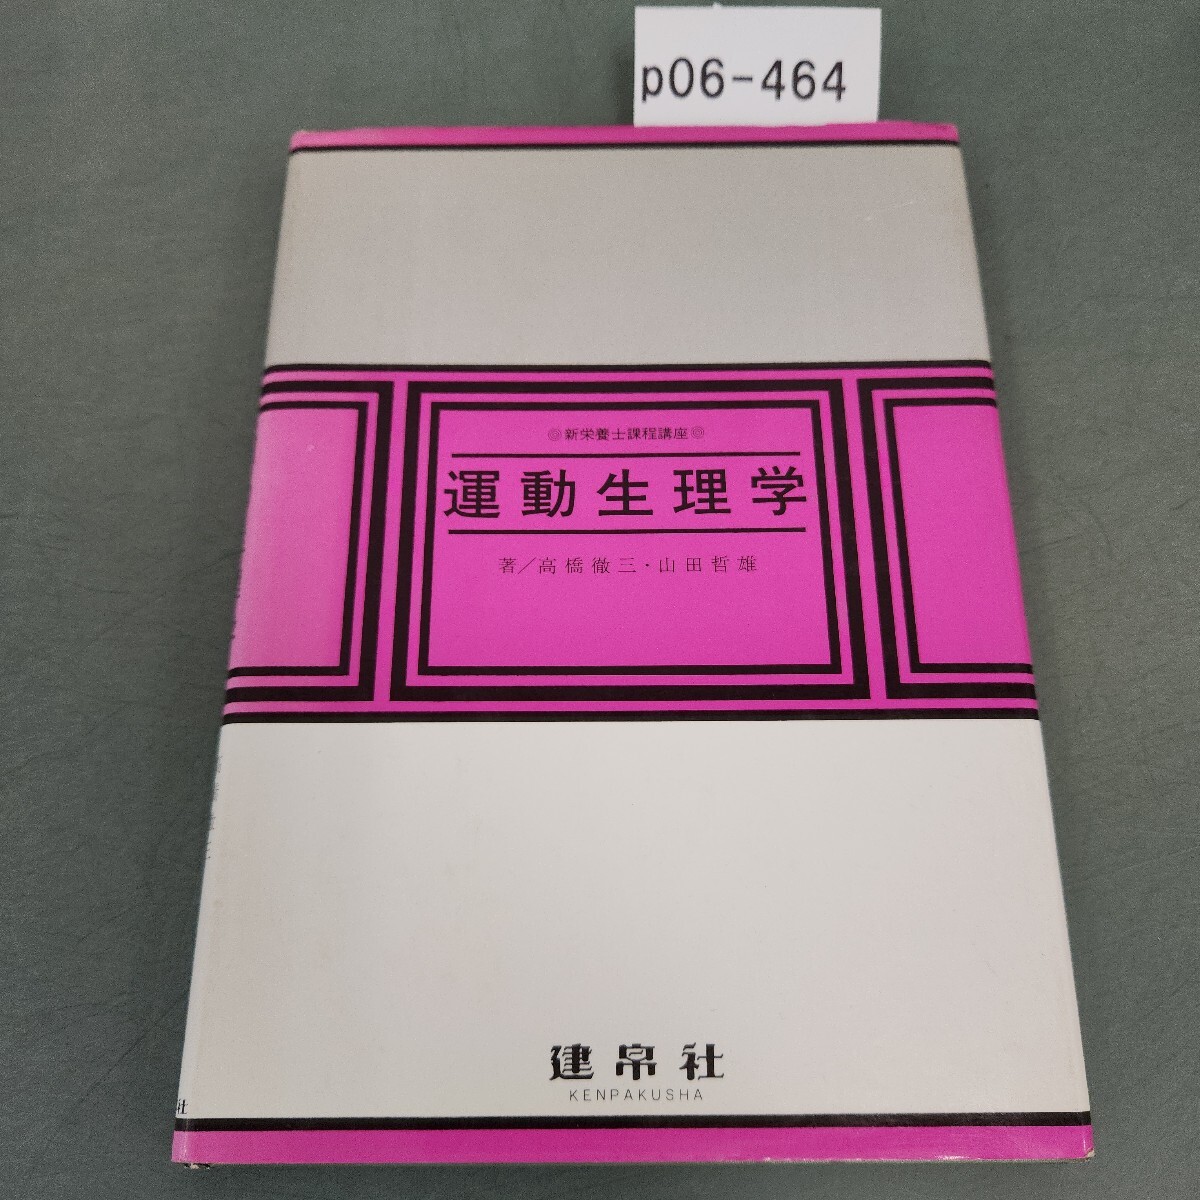 p06-464
◎新栄養士課程講座◎
運動生理学
著／高橋徹三・山田哲雄
建帛社
KENPAKUSHA
社